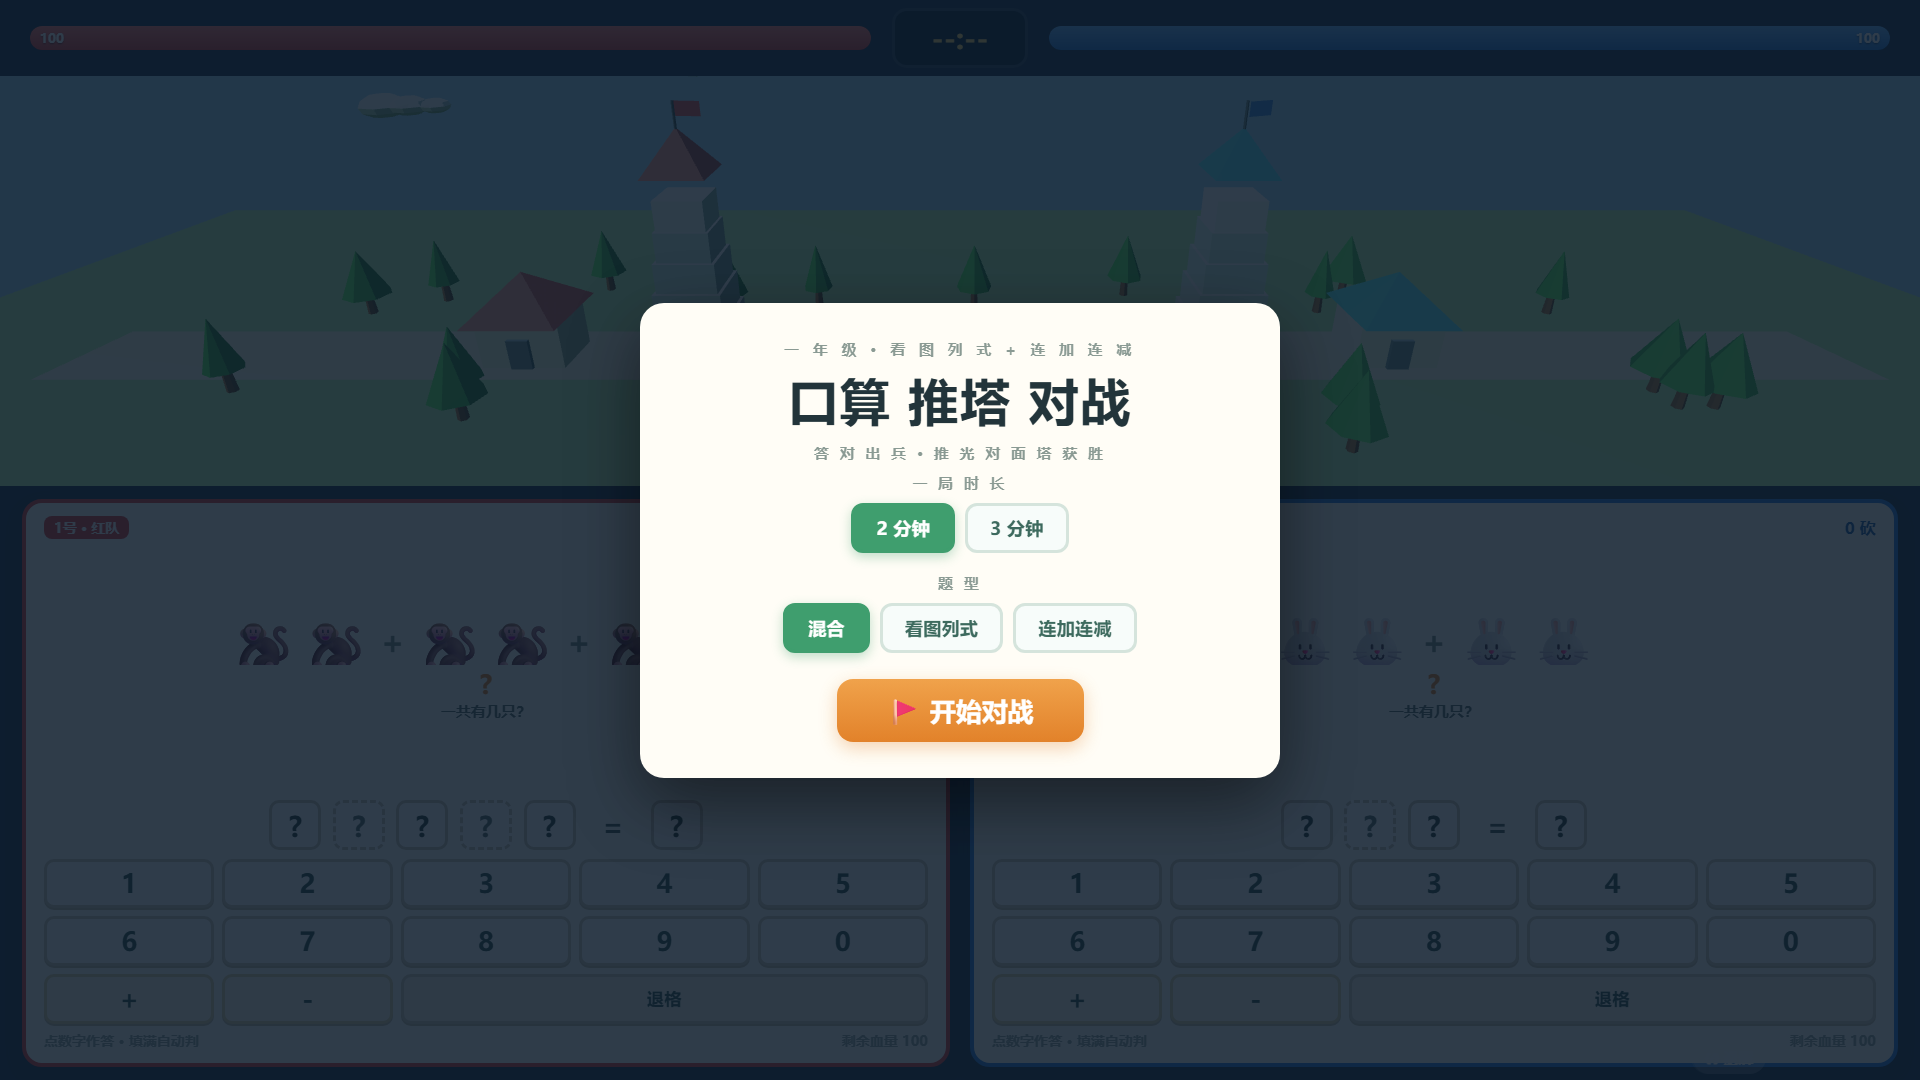 100
--:--
100
一年级·看图列式+连加连减
口算 推塔 对战
答对出兵·推光对面塔获胜
一局时长
2 分钟
3 分钟
题型
混合
看图列式
连加连减
开始对战
1号·红队
+ +
?
一共有几只?
? ? ? ? ? = ?
1 2 3 4 5
6 7 8 9 0
+ - 退格
点数字作答·填满自动判
剩余血量 100
0 砍
+
?
一共有几只?
? ? ? = ?
1 2 3 4 5
6 7 8 9 0
+ - 退格
点数字作答·填满自动判
剩余血量 100